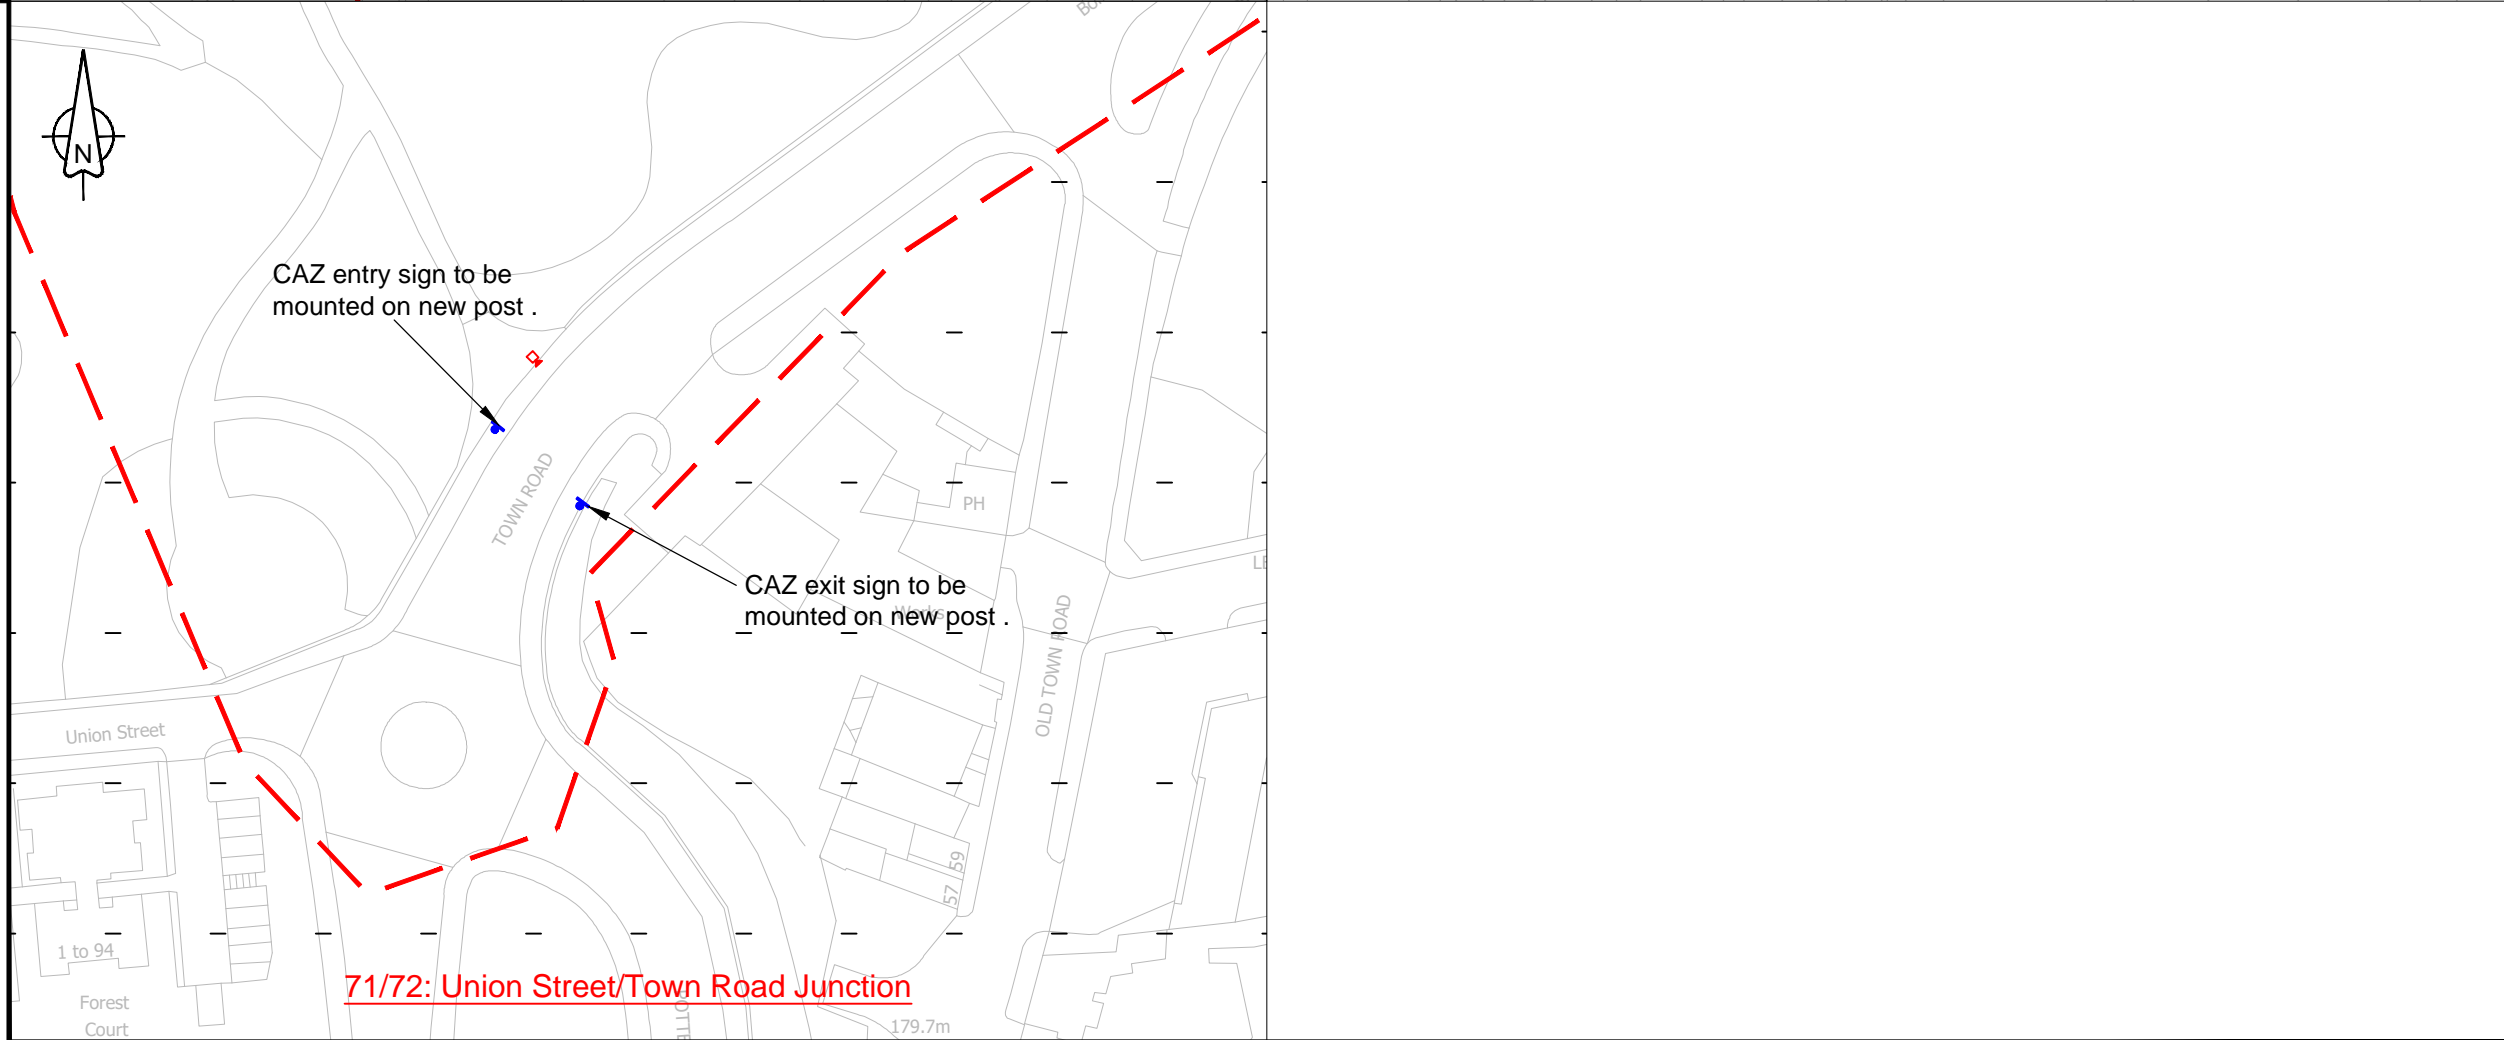 N
CAZ entry sign to be
mounted on new post .
TOWN ROAD
PH
CAZ exit sign to be
mounted on new post .
Works
OLD TOWN ROAD
Union Street
59
57
1 to 94
71/72: Union Street/Town Road Junction
Forest
Court
179.7m